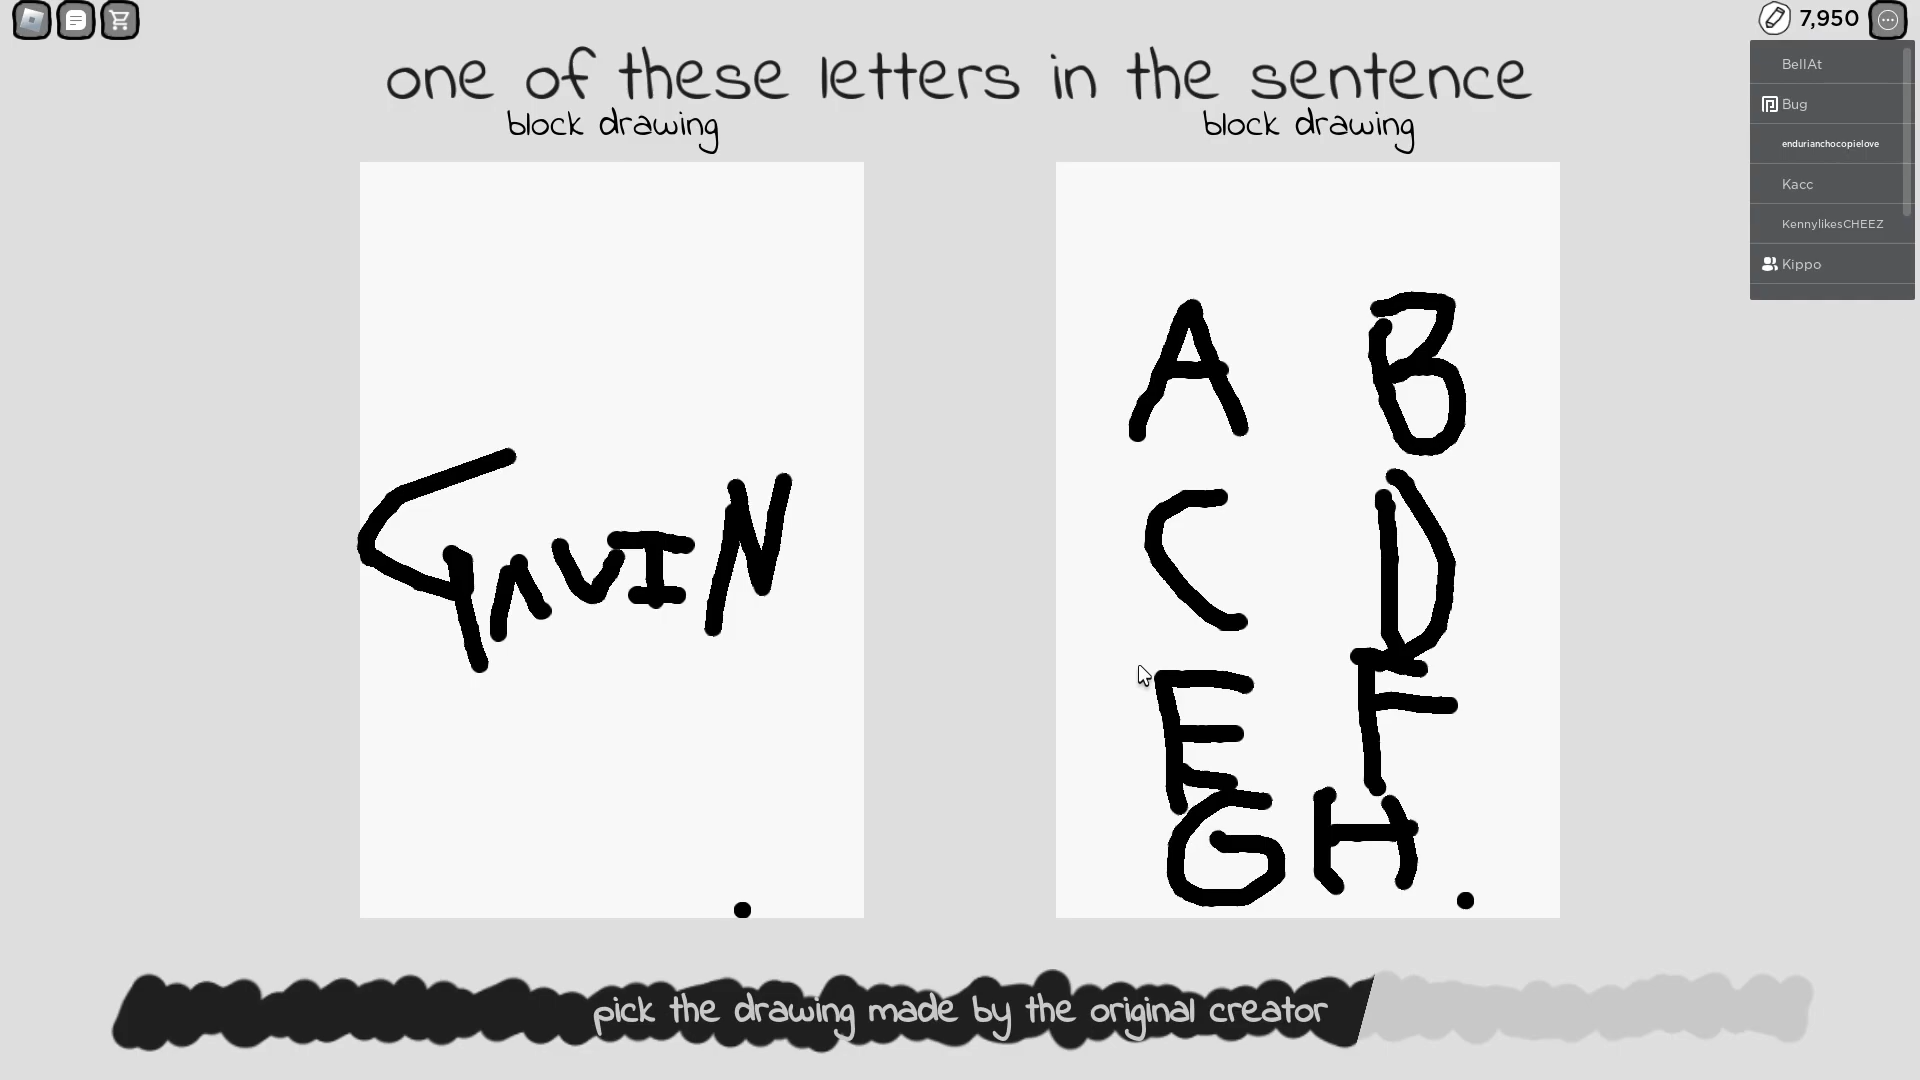 7,950
one of these letters in the sentence
block drawing
block drawing
BellAt
Bug
endurianchocopielove
Kacc
KennylikesCHEEZ
Kippo
GAVIN
A B
C D
E F
G H .
pick the drawing made by the original creator